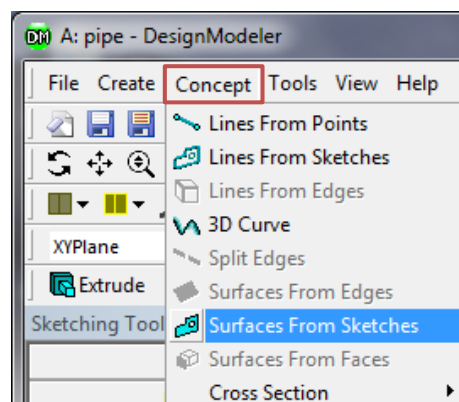 DM A: pipe - DesignModeler
File Create Concept Tools View Help
Lines From Points
Lines From Sketches
Lines From Edges
3D Curve
XYPlane
Split Edges
Extrude
Surfaces From Edges
Sketching Tool
Surfaces From Sketches
Surfaces From Faces
Cross Section